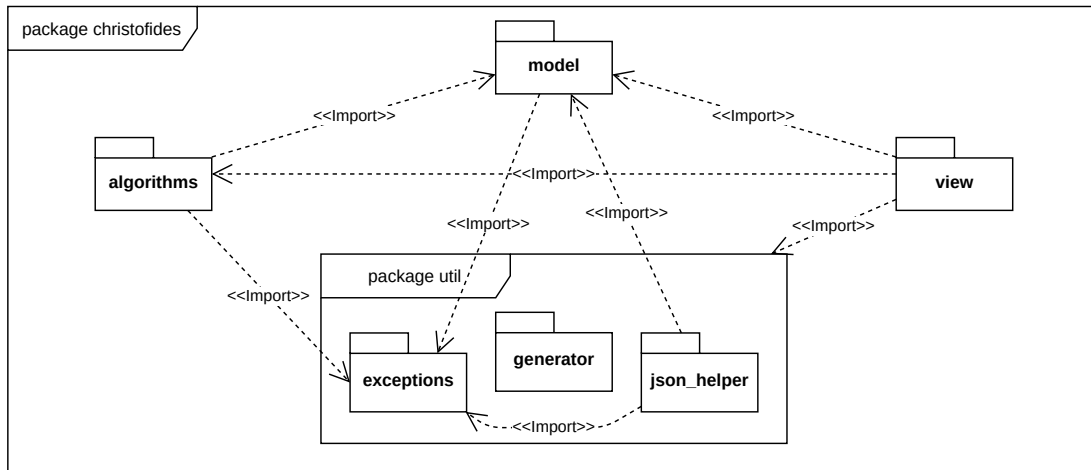 package christofides
model
<<Import>>
<<Import>>
algorithms
<<Import>>
view
<<Import>>
<<Import>>
<<Import>>
package util
<<Import>>
generator
exceptions
json_helper
<<Import>>